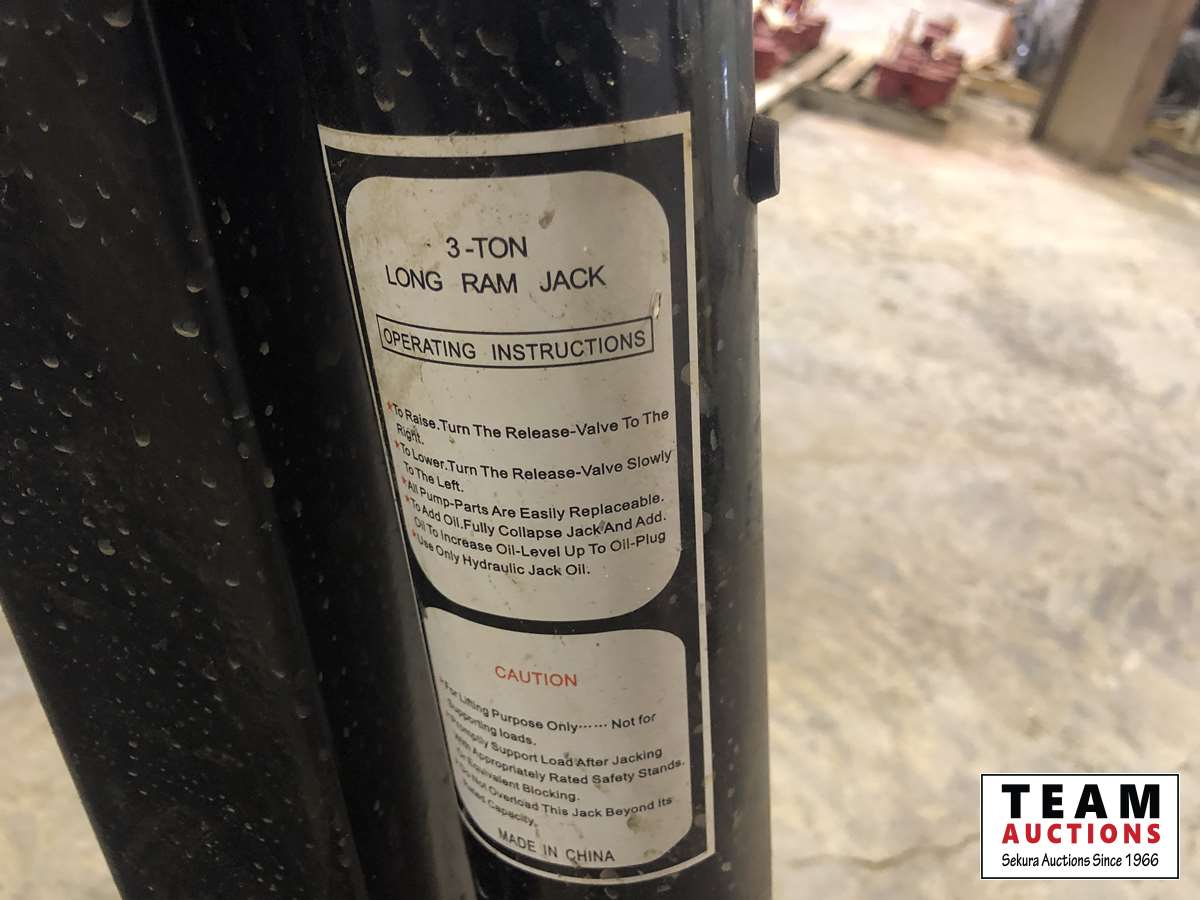 3-TON
LONG RAM JACK
OPERATING INSTRUCTIONS
*To Raise.Turn The Release-Valve To The
Right.
*To Lower.Turn The Release-Valve Slowly
To The Left.
*All Pump-Parts Are Easily Replaceable.
*To Add Oil.Fully Collapse Jack And Add.
Oil To Increase Oil-Level Up To Oil-Plug
*Use Only Hydraulic Jack Oil.
CAUTION
*For Lifting Purpose Only...... Not for
Supporting loads.
*Promptly Support Load After Jacking
With Appropriately Rated Safety Stands.
Or Equivalent Blocking.
*Do Not Overload This Jack Beyond Its
Rated Capacity.
MADE IN CHINA
TEAM
AUCTIONS
Sekura Auctions Since 1966